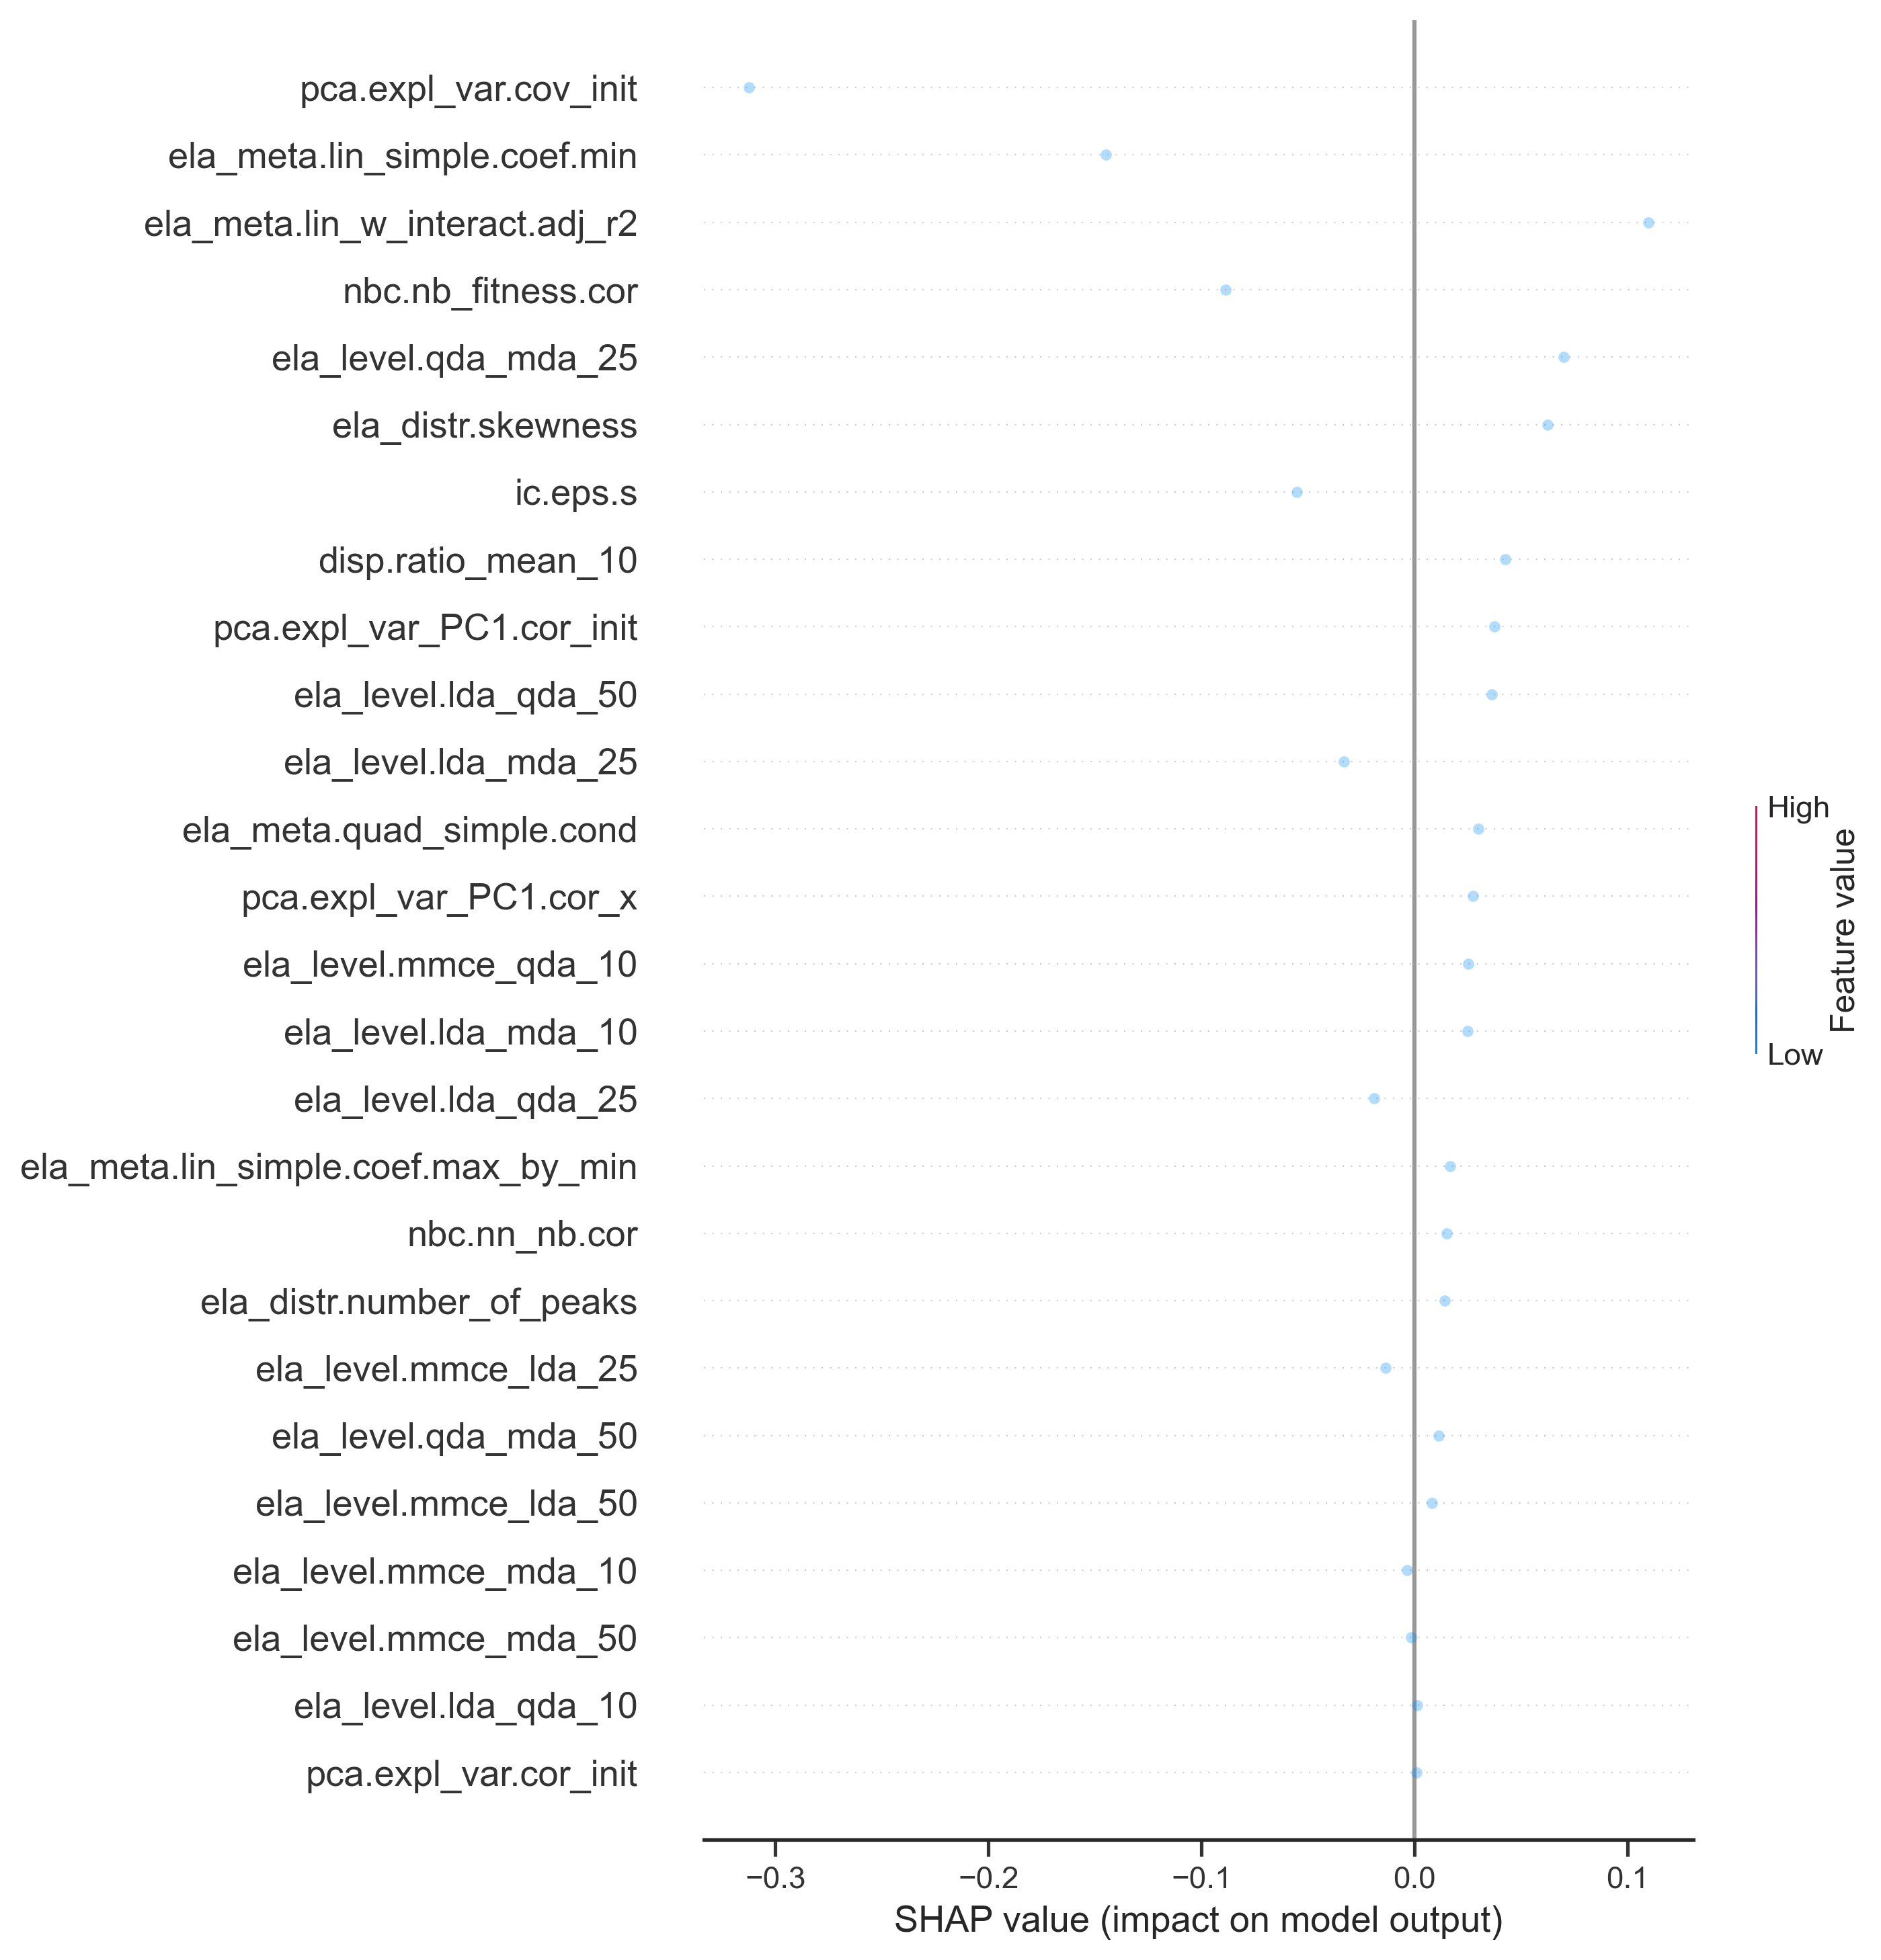 pca.expl_var.cov_init
ela_meta.lin_simple.coef.min
ela_meta.lin_w_interact.adj_r2
nbc.nb_fitness.cor
ela_level.qda_mda_25
ela_distr.skewness
ic.eps.s
disp.ratio_mean_10
pca.expl_var_PC1.cor_init
ela_level.lda_qda_50
ela_level.lda_mda_25
ela_meta.quad_simple.cond
pca.expl_var_PC1.cor_x
ela_level.mmce_qda_10
ela_level.lda_mda_10
ela_level.lda_qda_25
ela_meta.lin_simple.coef.max_by_min
nbc.nn_nb.cor
ela_distr.number_of_peaks
ela_level.mmce_lda_25
ela_level.qda_mda_50
ela_level.mmce_lda_50
ela_level.mmce_mda_10
ela_level.mmce_mda_50
ela_level.lda_qda_10
pca.expl_var.cor_init
−0.3 −0.2 −0.1 0.0 0.1
SHAP value (impact on model output)
High
Feature value
Low